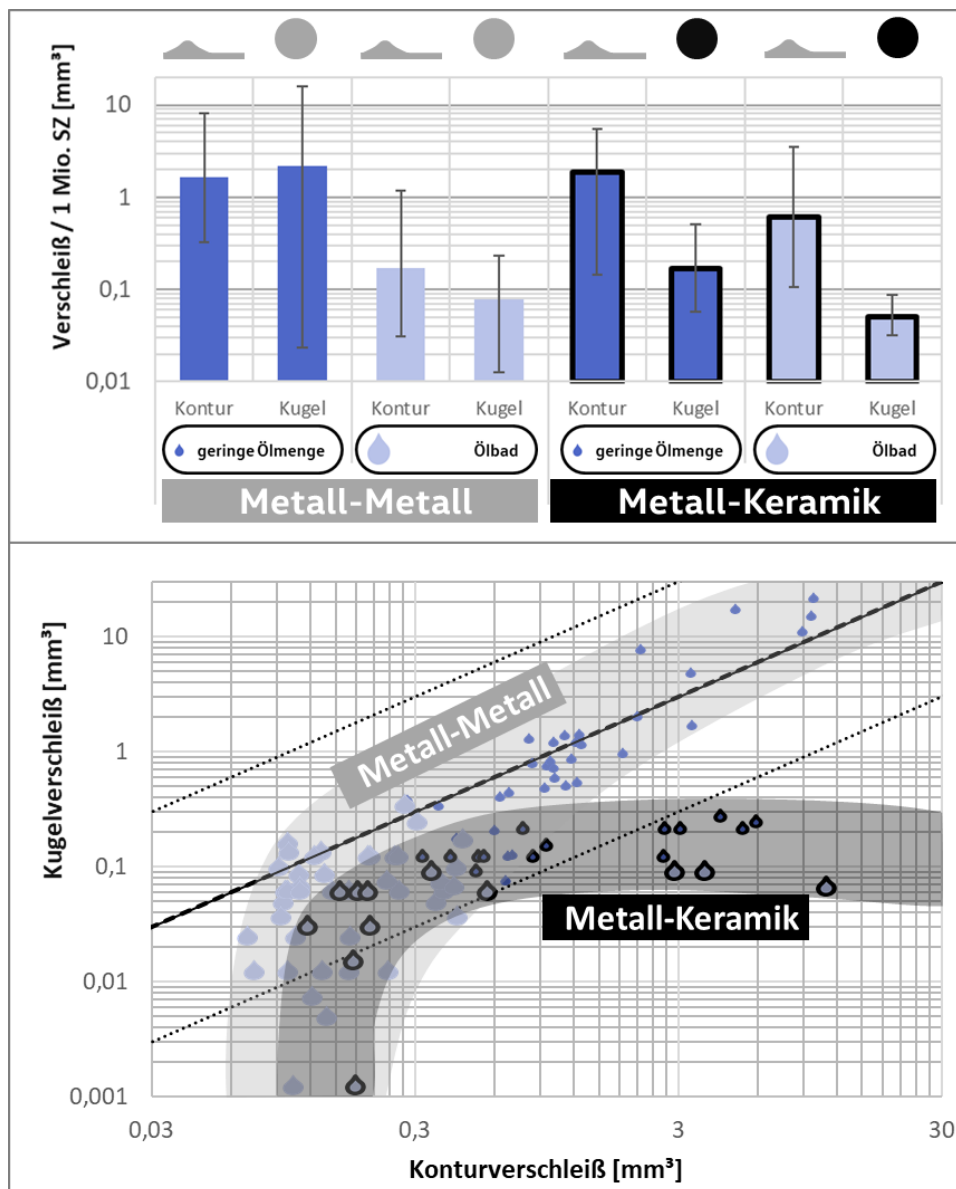 Verschleiß / 1 Mio. SZ [mm³]
10
1
0,1
0,01
Kontur Kugel Kontur Kugel Kontur Kugel Kontur Kugel
geringe Ölmenge Ölbad geringe Ölmenge Ölbad
Metall-Metall Metall-Keramik
Kugelverschleiß [mm³]
10
1
0,1
0,01
0,001
Metall-Metall
Metall-Keramik
0,03 0,3 3 30
Konturverschleiß [mm³]